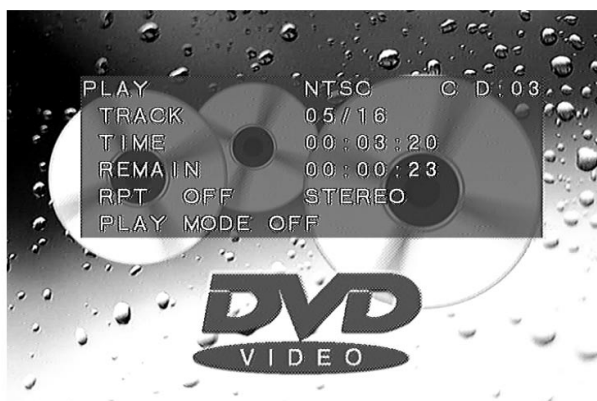 PLAY NTSC C D:03
TRACK 05/16
TIME 00:03:20
REMAIN 00:00:23
RPT OFF STEREO
PLAY MODE OFF
DVD
VIDEO